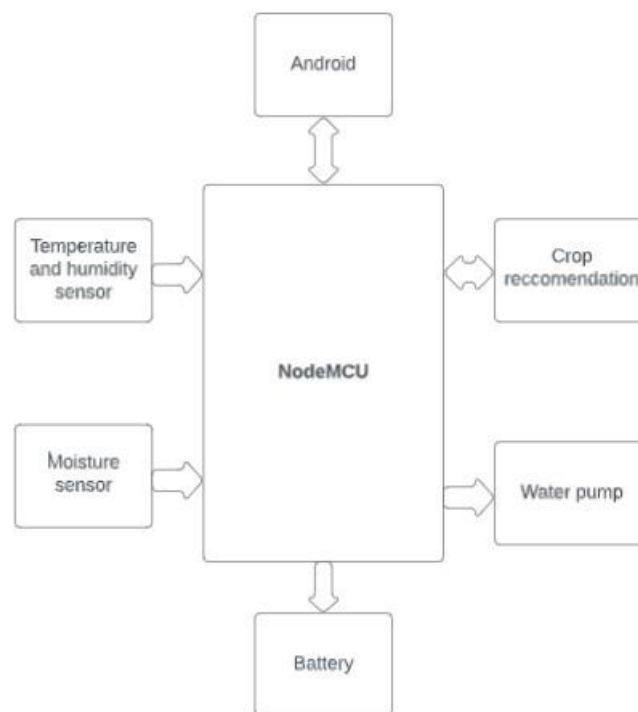 Android
Temperature
and humidity
sensor
Crop
reccomendation
NodeMCU
Moisture
sensor
Water pump
Battery